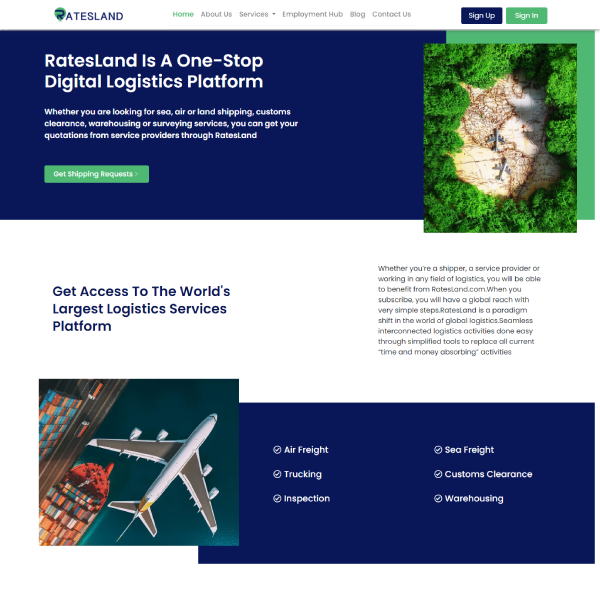 RATESLAND
Home
About Us
Services
Employment Hub
Blog
Contact Us
Sign Up
Sign In
RatesLand Is A One-Stop
Digital Logistics Platform
Whether you are looking for sea, air or land shipping, customs
clearance, warehousing or surveying services, you can get your
quotations from service providers through RatesLand
Get Shipping Requests
Get Access To The World's
Largest Logistics Services
Platform
Whether you're a shipper, a service provider or
working in any field of logistics, you will be able
to benefit from RatesLand.com.When you
subscribe, you will have a global reach with
very simple steps.RatesLand is a paradigm
shift in the world of global logistics.Seamless
interconnected logistics activities done easy
through simplified tools to replace all current
"time and money absorbing" activities
Air Freight
Sea Freight
Trucking
Customs Clearance
Inspection
Warehousing